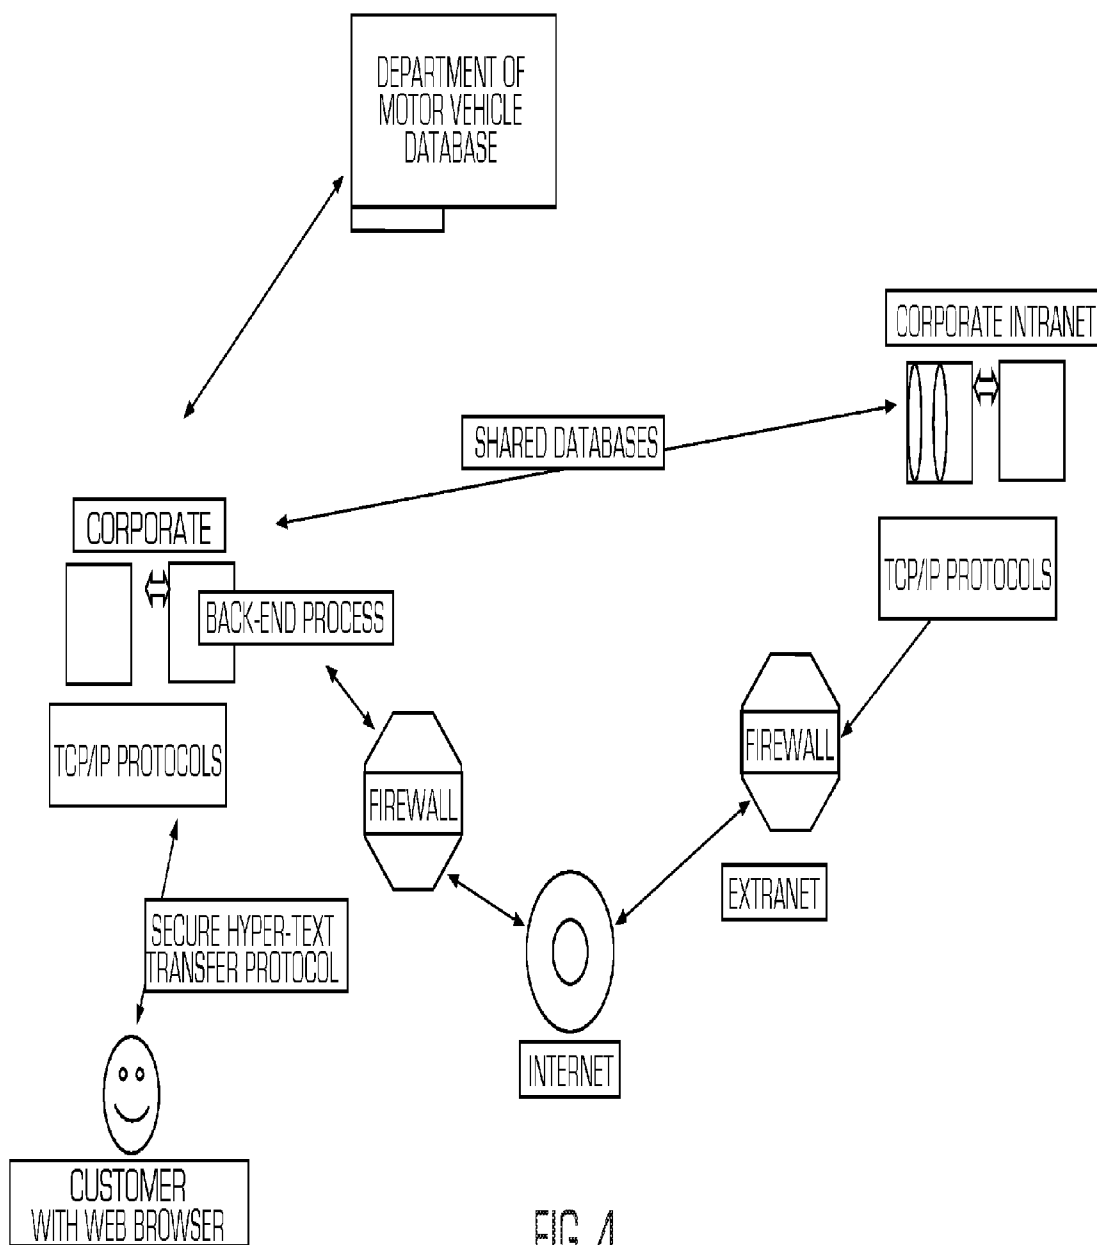 DEPARTMENT OF
MOTOR VEHICLE
DATABASE
CORPORATE INTRANET
SHARED DATABASES
CORPORATE
TCP/IP PROTOCOLS
BACK-END PROCESS
FIREWALL
TCP/IP PROTOCOLS
FIREWALL
EXTRANET
SECURE HYPER-TEXT
TRANSFER PROTOCOL
INTERNET
CUSTOMER
WITH WEB BROWSER
FIG. 4